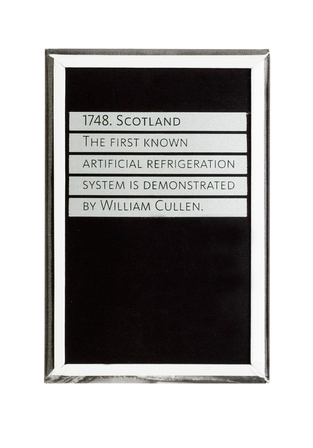 1748. Scotland
The first known
artificial refrigeration
system is demonstrated
by William Cullen.